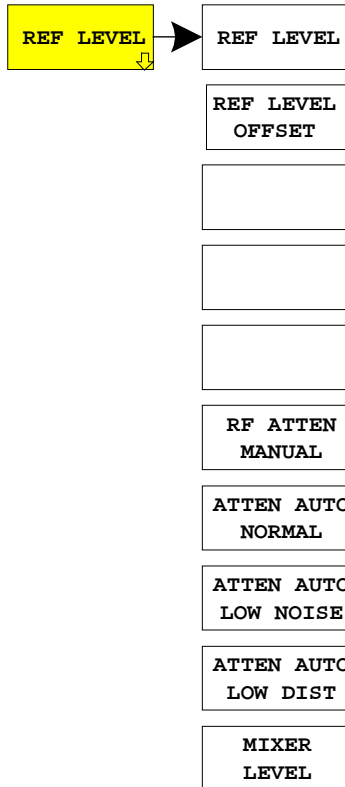 REF LEVEL
REF LEVEL
REF LEVEL
OFFSET
RF ATTEN
MANUAL
ATTEN AUTO
NORMAL
ATTEN AUTO
LOW NOISE
ATTEN AUTO
LOW DIST
MIXER
LEVEL